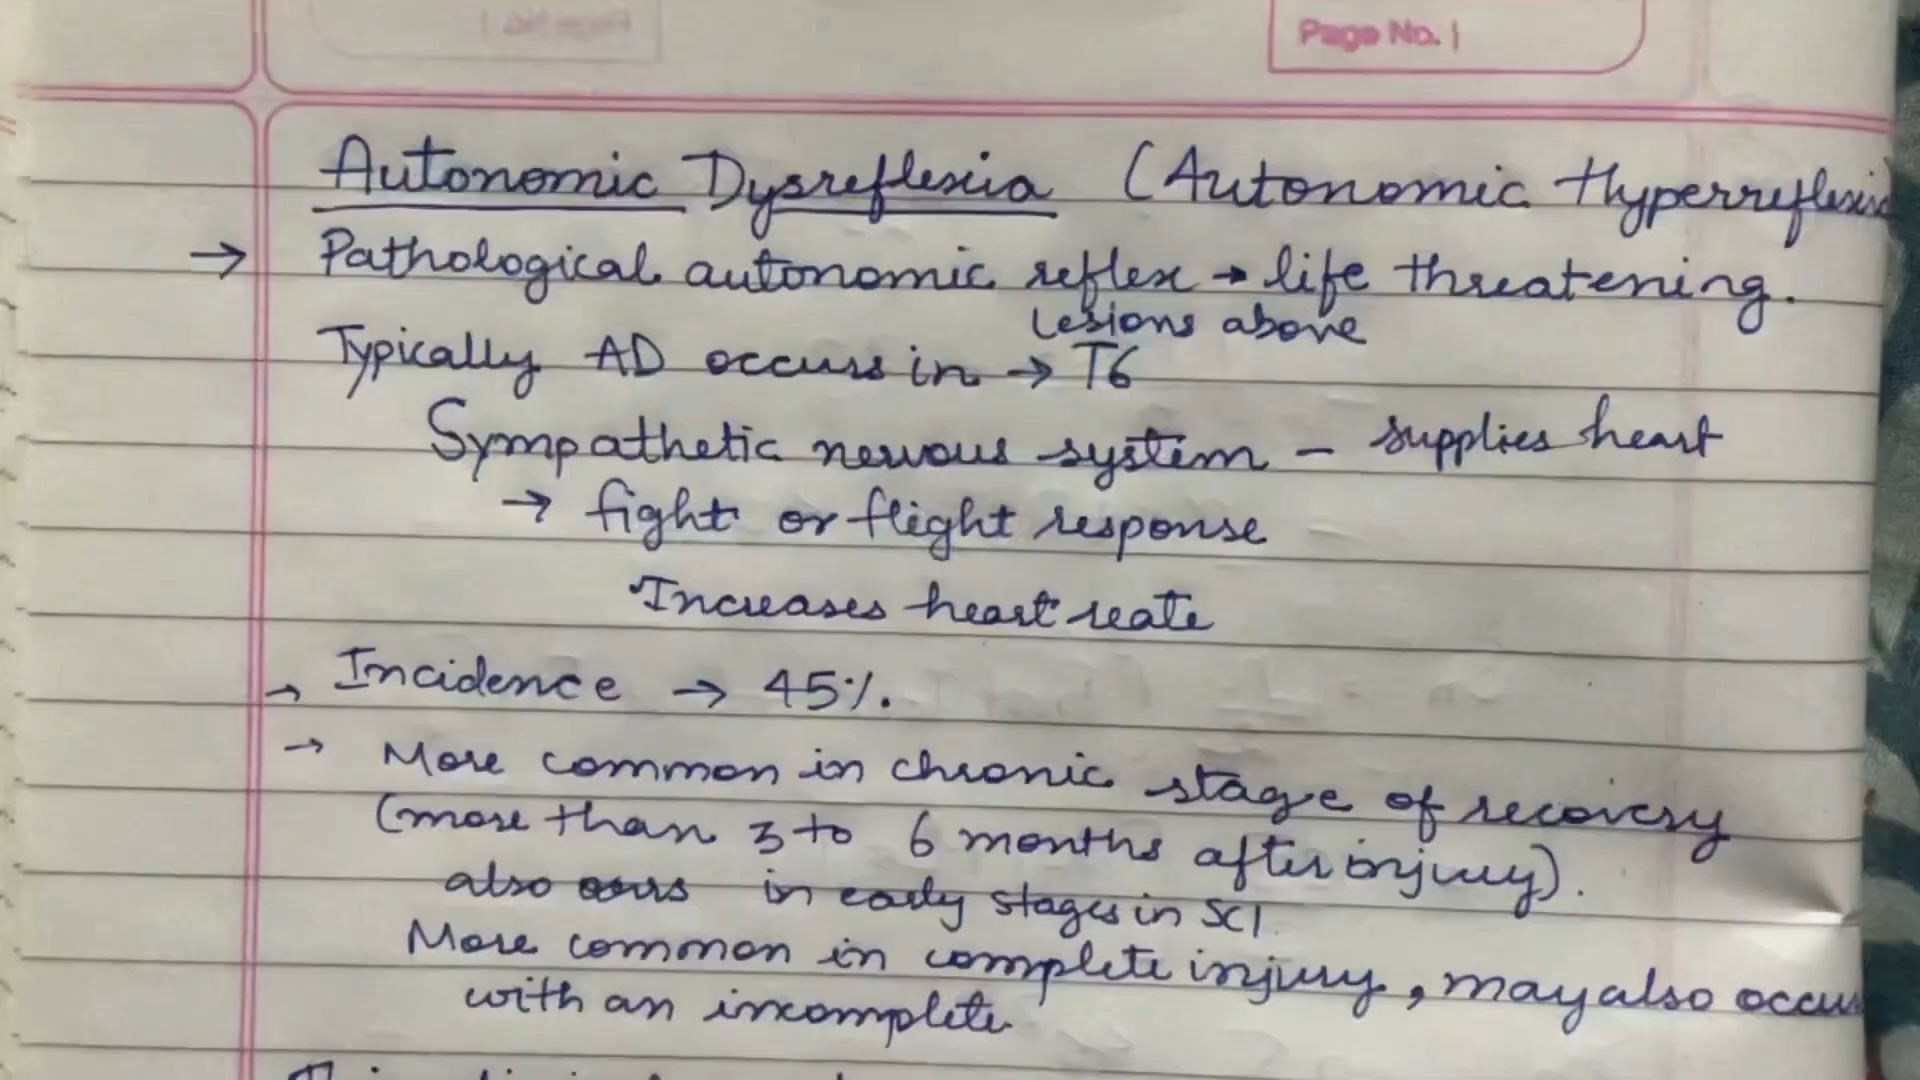 Page No.
Autonomic Dysreflexia (Autonomic Hyperreflexia
→ Pathological autonomic reflex → life threatening.
lesions above
Typically AD occurs in → T6
Sympathetic nervous system – supplies heart
→ fight or flight response
Increases heart rate
→ Incidence → 45%.
→ More common in chronic stage of recovery
(more than 3 to 6 months after injury).
also occurs in early stages in SCI
More common in complete injury, may also occur
with an incomplete